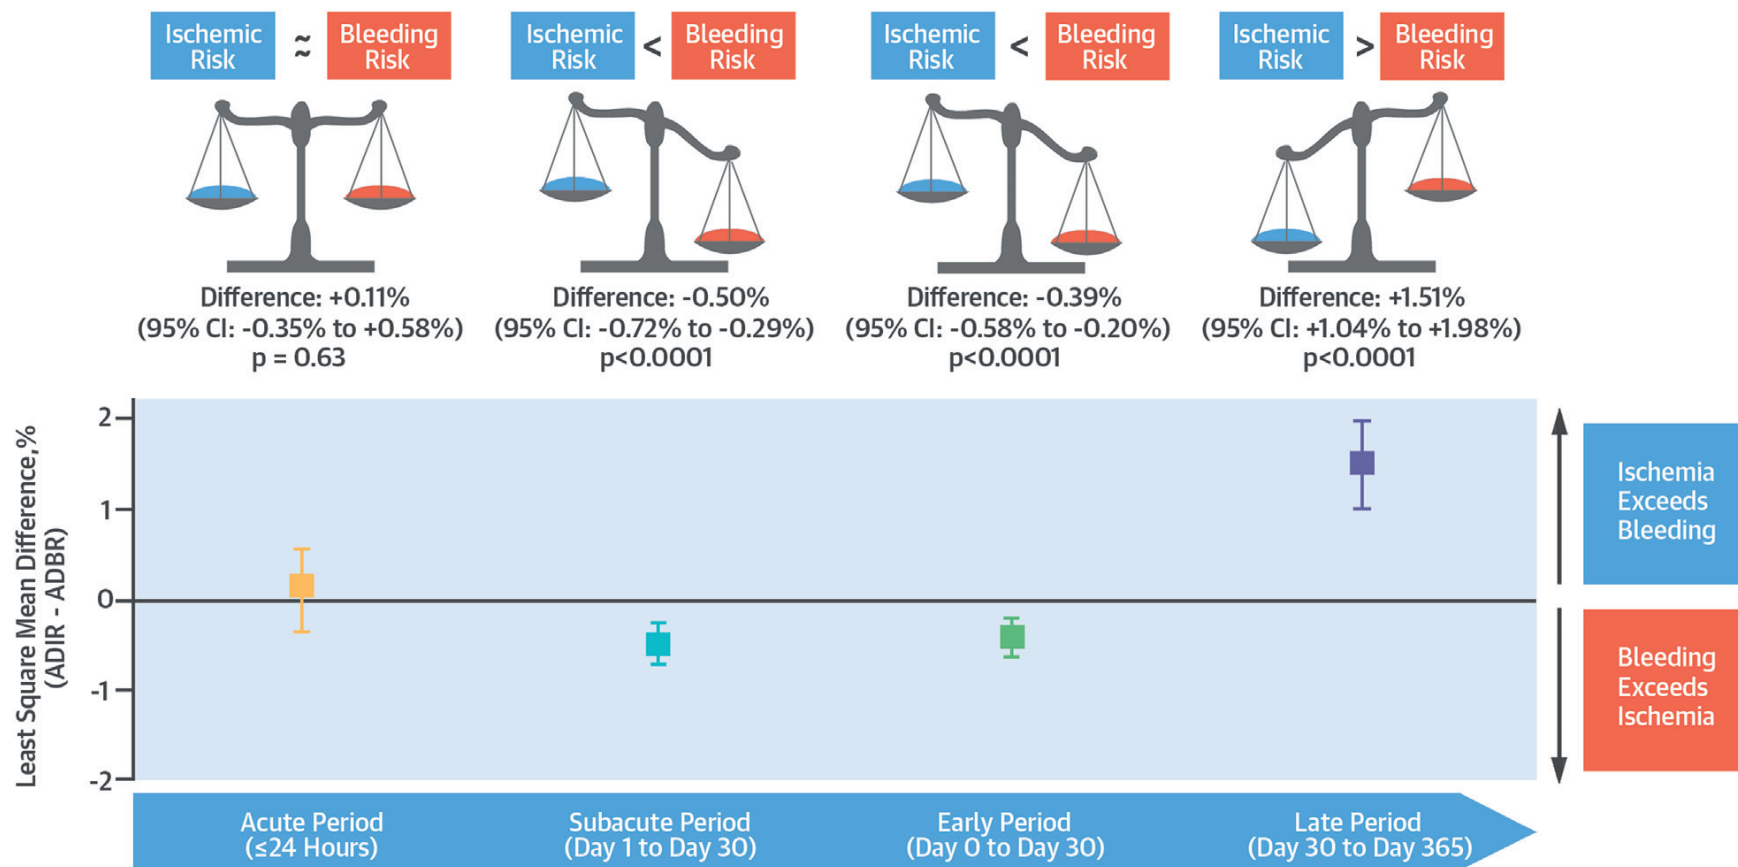 Ischemic
Risk
≈
Bleeding
Risk
Ischemic
Risk
<
Bleeding
Risk
Ischemic
Risk
<
Bleeding
Risk
Ischemic
Risk
>
Bleeding
Risk
Difference: +0.11%
(95% CI: -0.35% to +0.58%)
p = 0.63
Difference: -0.50%
(95% CI: -0.72% to -0.29%)
p<0.0001
Difference: -0.39%
(95% CI: -0.58% to -0.20%)
p<0.0001
Difference: +1.51%
(95% CI: +1.04% to +1.98%)
p<0.0001
Least Square Mean Difference,%
(ADIR - ADBR)
2
1
0
-1
-2
Ischemia
Exceeds
Bleeding
Bleeding
Exceeds
Ischemia
Acute Period
(≤24 Hours)
Subacute Period
(Day 1 to Day 30)
Early Period
(Day 0 to Day 30)
Late Period
(Day 30 to Day 365)